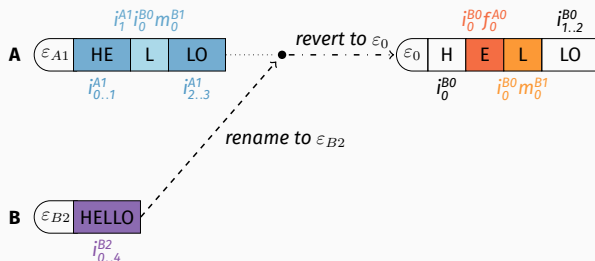 i_1^{A1} i_0^{B0} m_0^{B1}
i_0^{B0} f_0^{A0}
i_{1..2}^{B0}
A
ε_{A1} HE L LO
revert to ε_0
ε_0 H E L LO
i_{0..1}^{A1}
i_{2..3}^{A1}
i_0^{B0}
i_0^{B0} m_0^{B1}
rename to ε_{B2}
B
ε_{B2} HELLO
i_{0..4}^{B2}